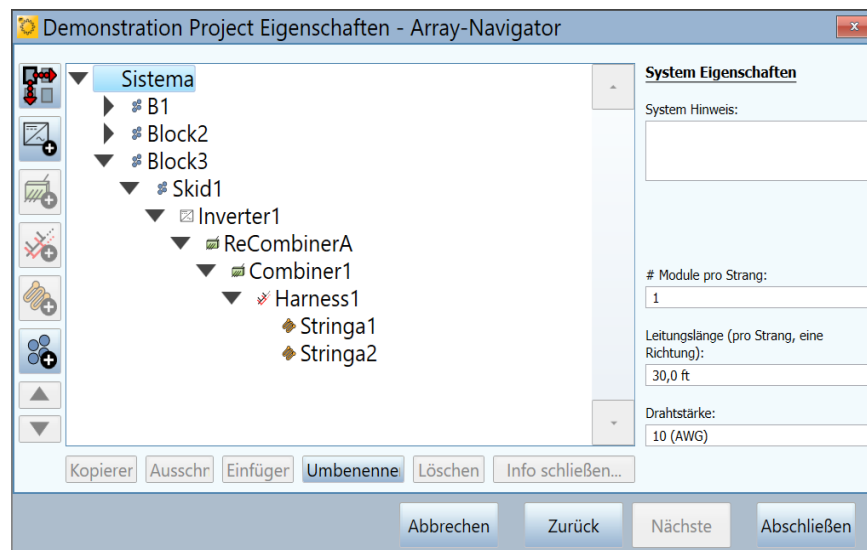 Demonstration Project Eigenschaften - Array-Navigator
x
Sistema
B1
Block2
Block3
Skid1
Inverter1
ReCombinerA
Combiner1
Harness1
Stringa1
Stringa2
System Eigenschaften
System Hinweis:
# Module pro Strang:
1
Leitungslänge (pro Strang, eine
Richtung):
30,0 ft
Drahtstärke:
10 (AWG)
Kopierer Ausschr Einfüger Umbenenne Löschen Info schließen...
Abbrechen Zurück Nächste Abschließen